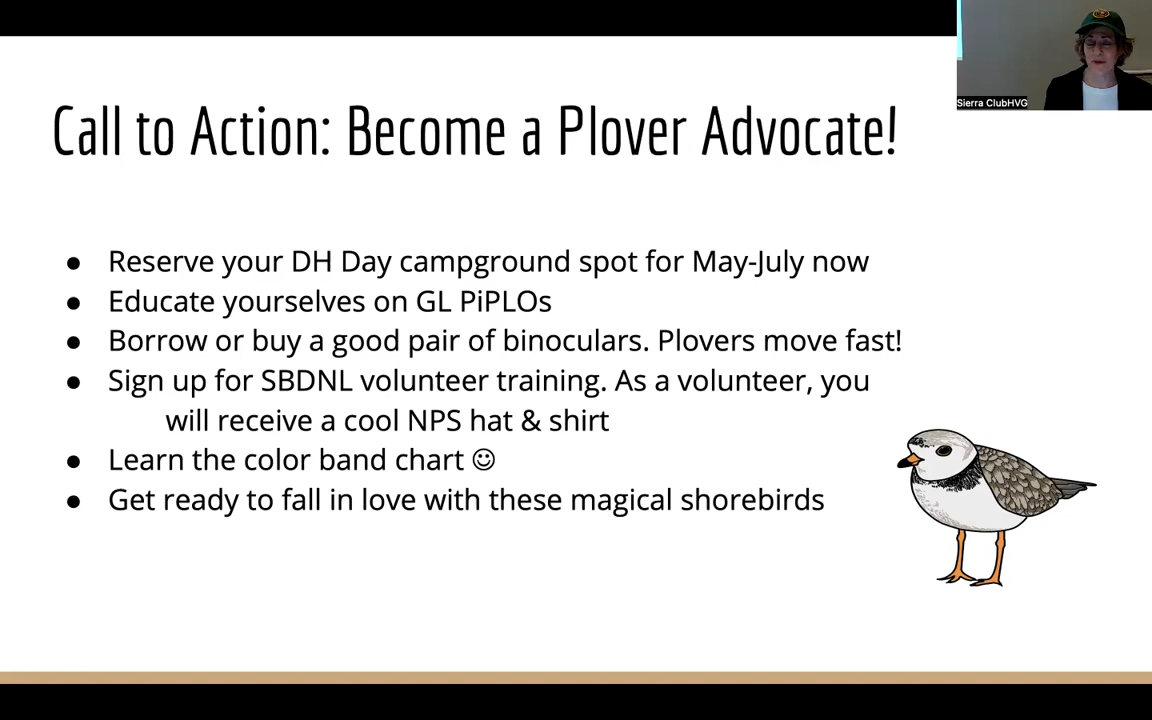 Sierra ClubHVG
Call to Action: Become a Plover Advocate!
● Reserve your DH Day campground spot for May-July now
● Educate yourselves on GL PiPLOs
● Borrow or buy a good pair of binoculars. Plovers move fast!
● Sign up for SBDNL volunteer training. As a volunteer, you
will receive a cool NPS hat & shirt
● Learn the color band chart ☺
● Get ready to fall in love with these magical shorebirds